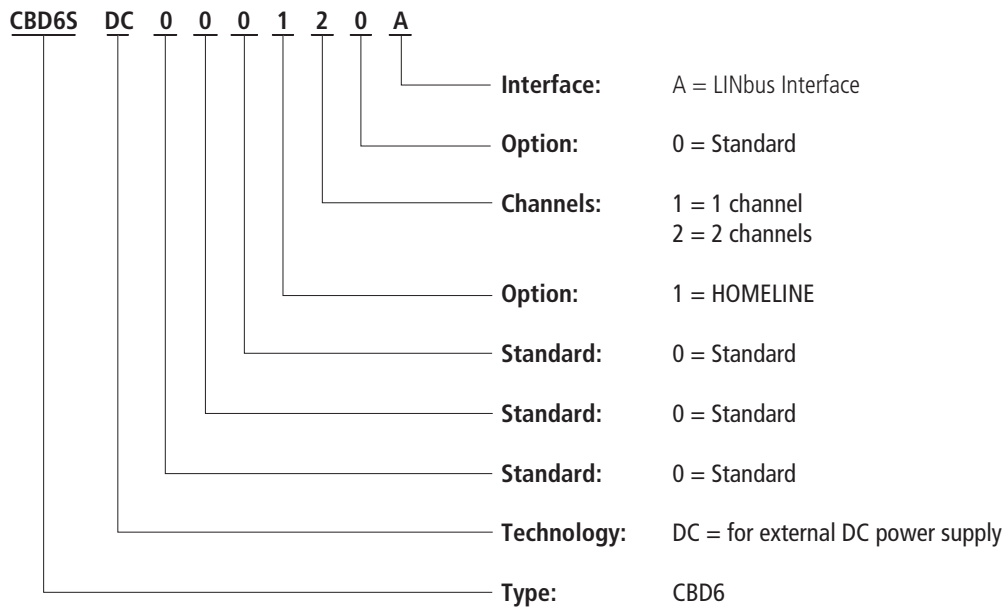 CBD6S DC 0 0 0 1 2 0 A
Interface: A = LINbus Interface
Option: 0 = Standard
Channels: 1 = 1 channel
2 = 2 channels
Option: 1 = HOMELINE
Standard: 0 = Standard
Standard: 0 = Standard
Standard: 0 = Standard
Technology: DC = for external DC power supply
Type: CBD6